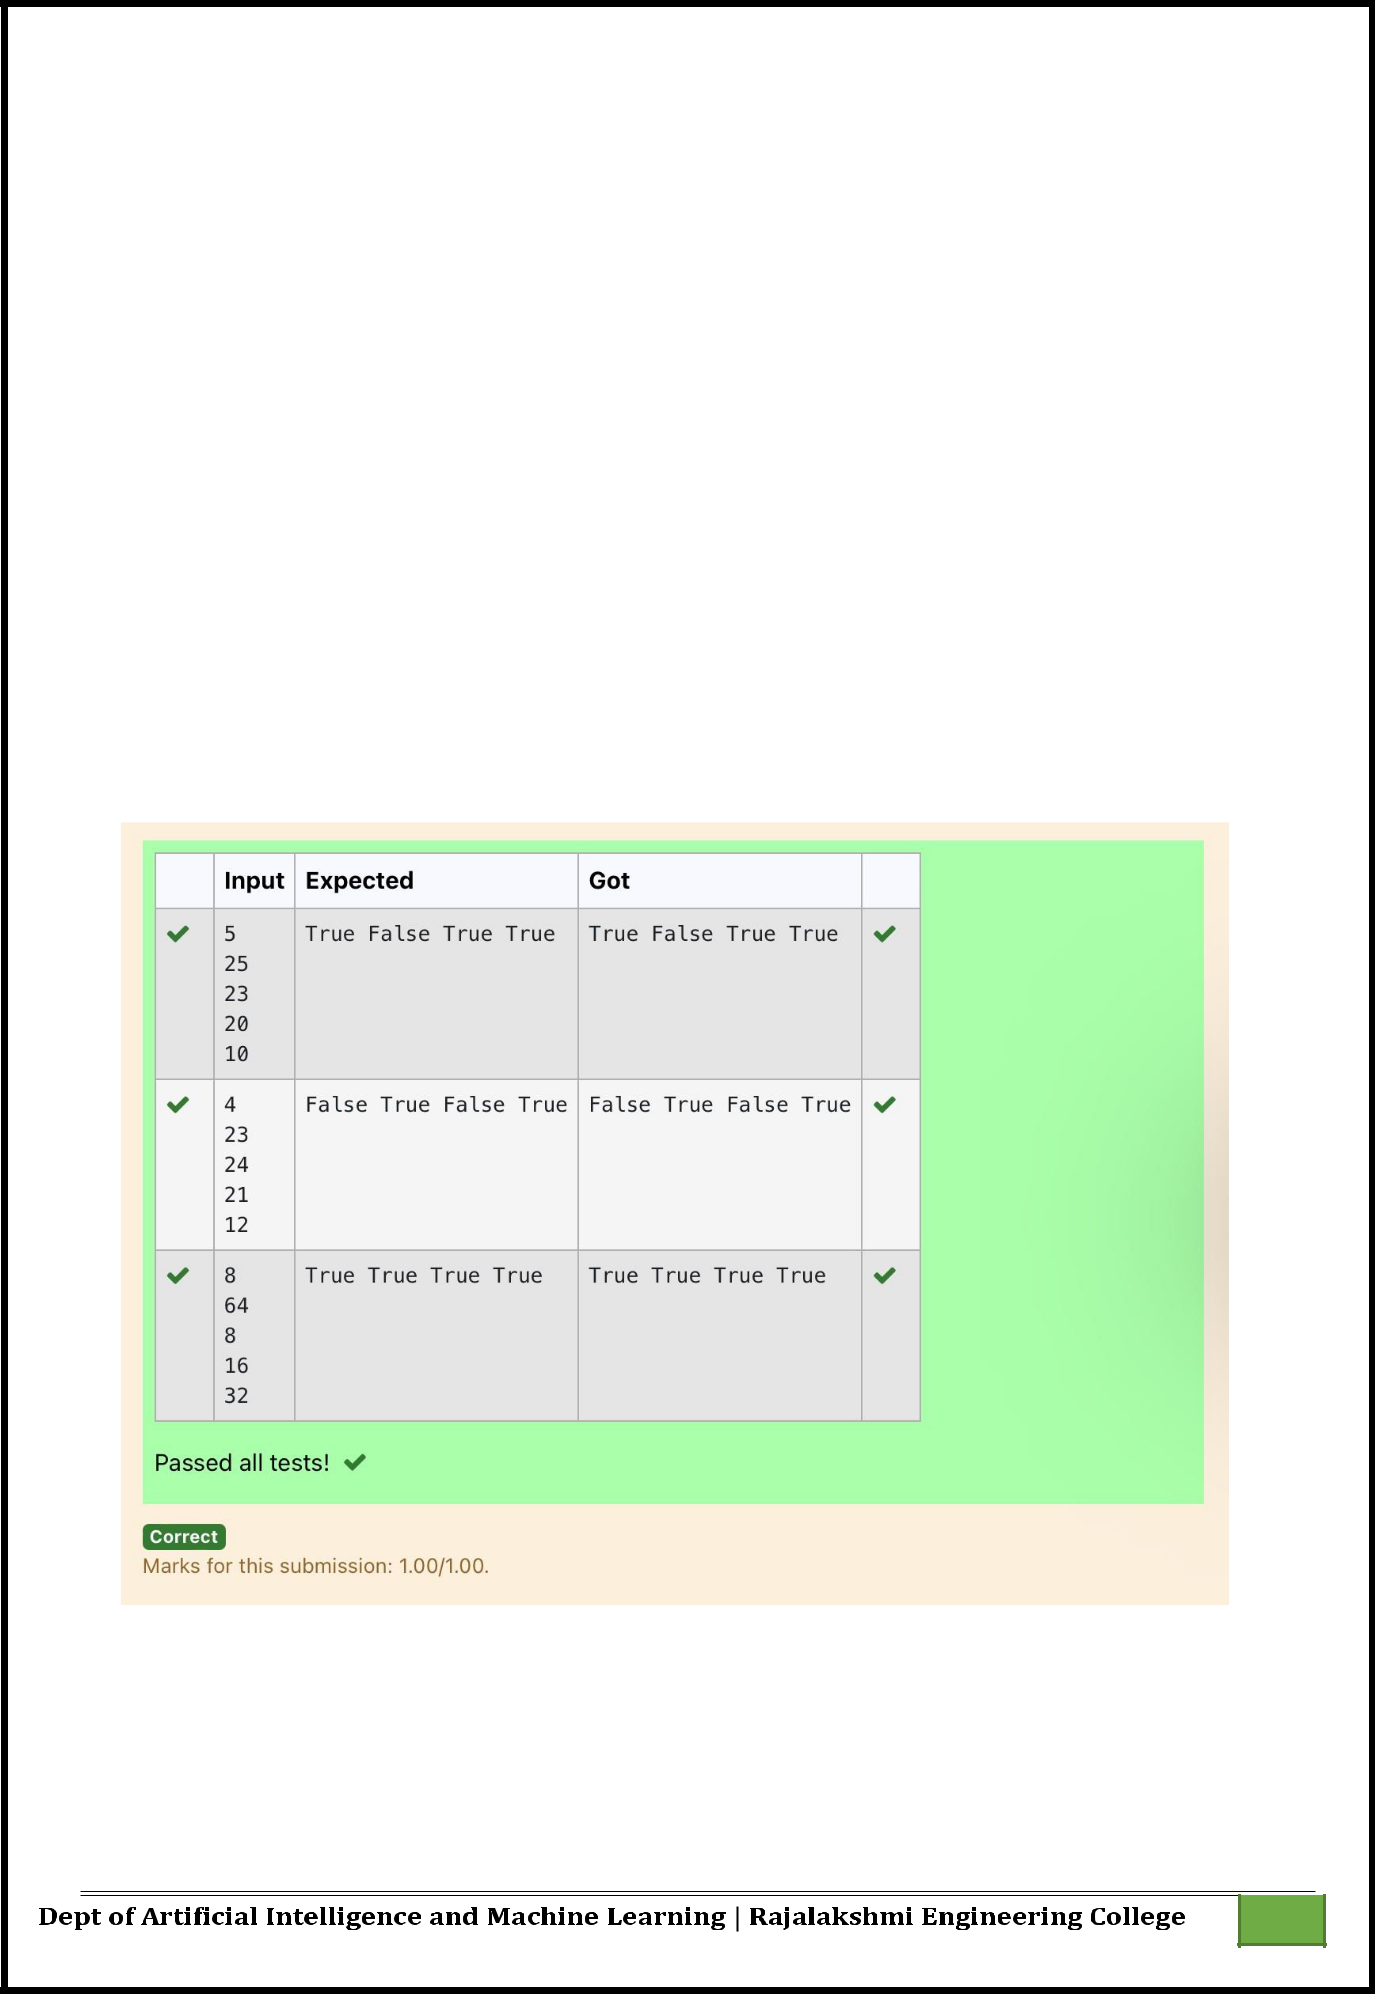 Input Expected Got
5 True False True True True False True True
25
23
20
10
4 False True False True False True False True
23
24
21
12
8 True True True True True True True True
64
8
16
32
Passed all tests!
Correct
Marks for this submission: 1.00/1.00.
Dept of Artificial Intelligence and Machine Learning | Rajalakshmi Engineering College